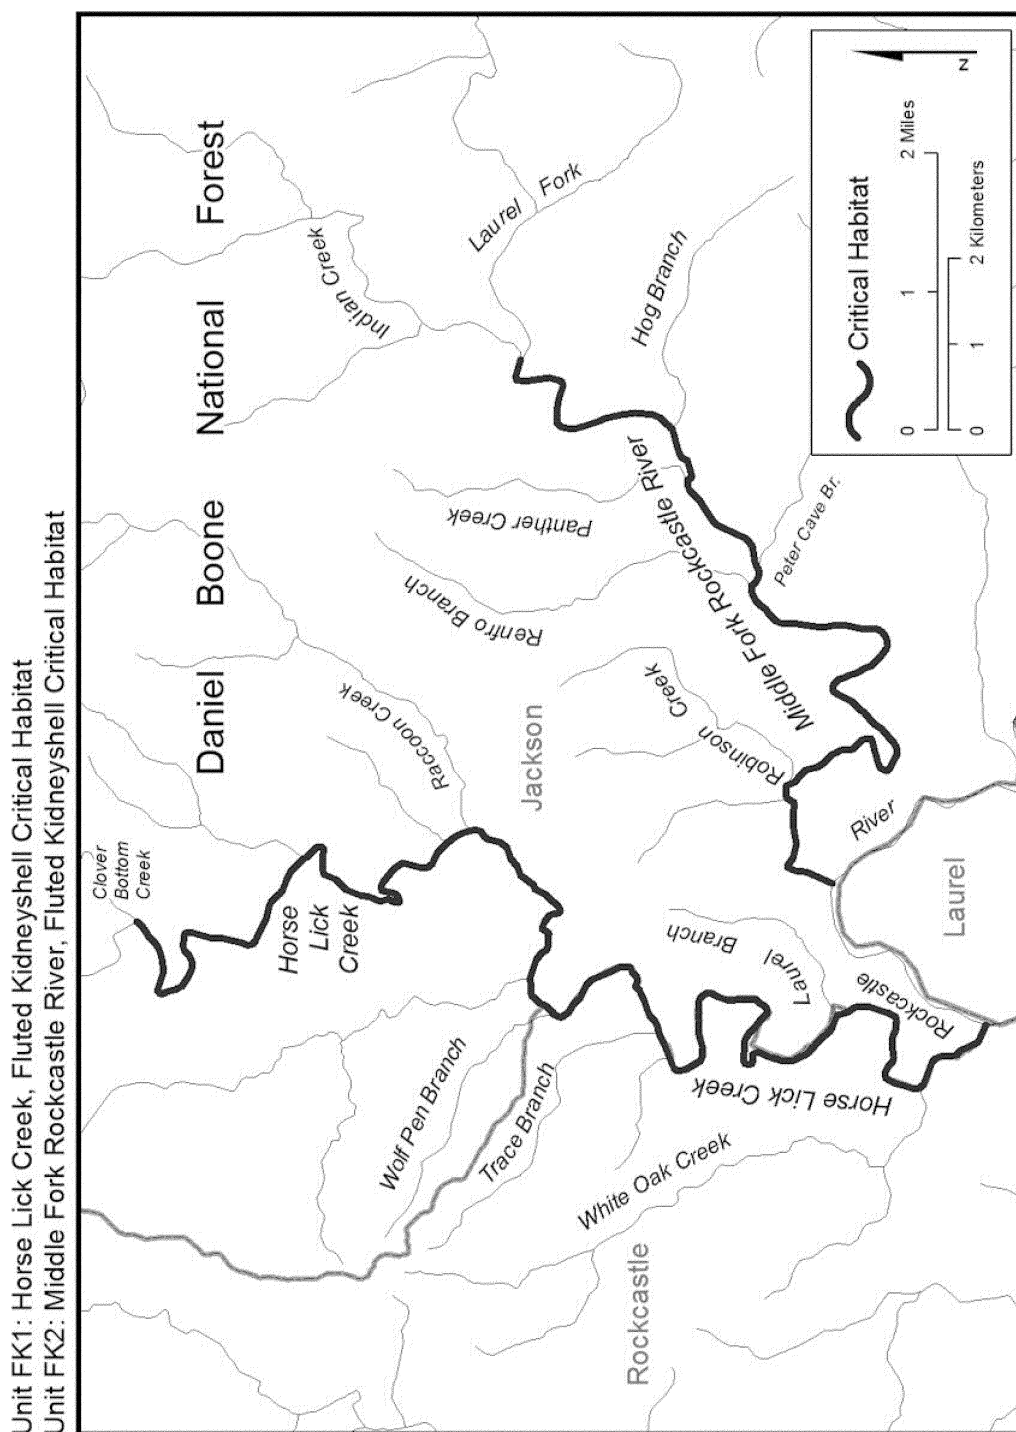 Unit FK1: Horse Lick Creek, Fluted Kidneyshell Critical Habitat
Unit FK2: Middle Fork Rockcastle River, Fluted Kidneyshell Critical Habitat
Clover
Bottom
Creek
Daniel Boone National Forest
Horse
Lick
Creek
Raccoon Creek
Indian Creek
Wolf Pen Branch
Trace Branch
Renfro Branch
Panther Creek
Laurel Fork
Jackson
White Oak Creek
Rockcastle
Horse Lick Creek
Laurel Branch
Robinson Creek
Middle Fork Rockcastle River
Hog Branch
Peter Cave Br.
Rockcastle River
Laurel
Critical Habitat
0 1 2 Miles
0 1 2 Kilometers
N